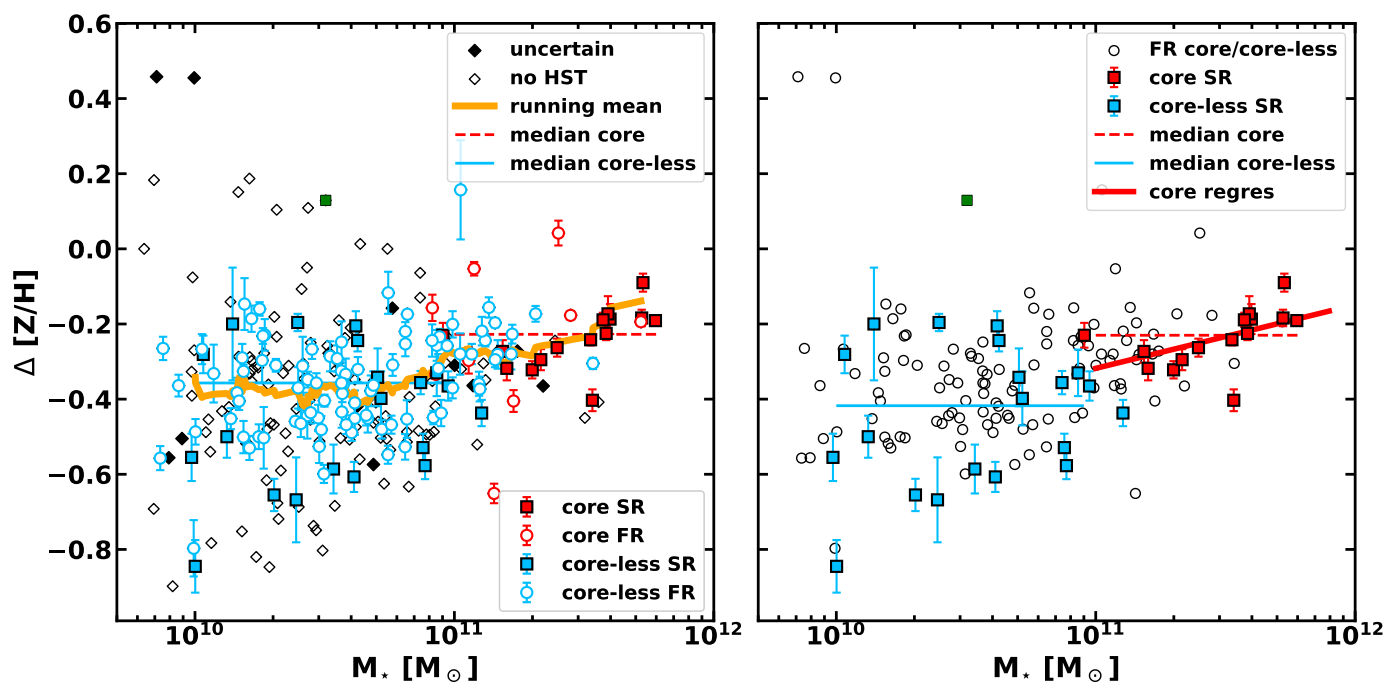 Δ [Z/H]
0.6
0.4
0.2
0.0
−0.2
−0.4
−0.6
−0.8
uncertain
no HST
running mean
median core
median core-less
core SR
core FR
core-less SR
core-less FR
10^10
10^11
10^12
M⋆ [M⊙]
FR core/core-less
core SR
core-less SR
median core
median core-less
core regres
10^10
10^11
10^12
M⋆ [M⊙]